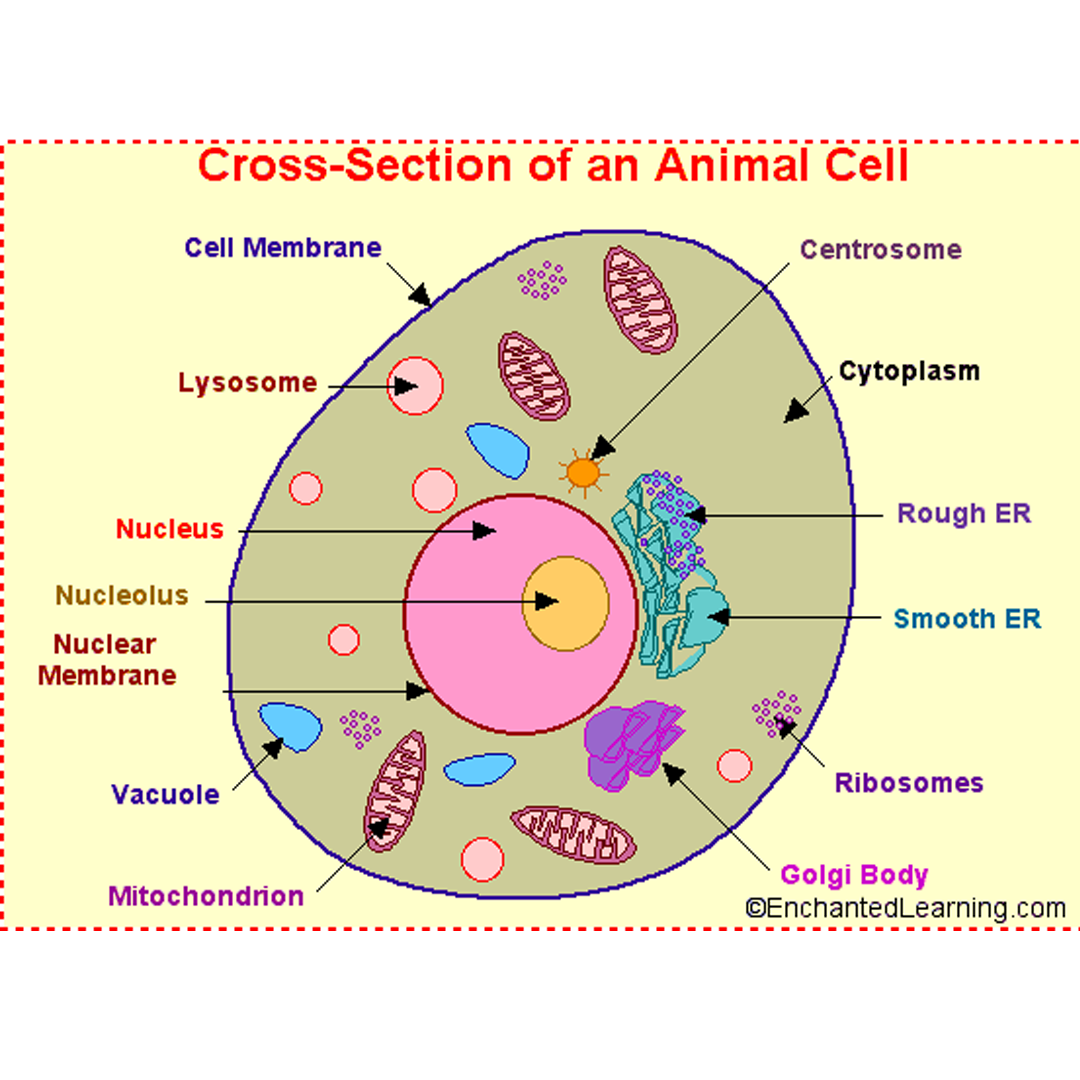 Cross-Section of an Animal Cell
Cell Membrane
Centrosome
Lysosome
Cytoplasm
Nucleus
Rough ER
Nucleolus
Smooth ER
Nuclear
Membrane
Vacuole
Ribosomes
Mitochondrion
Golgi Body
©EnchantedLearning.com